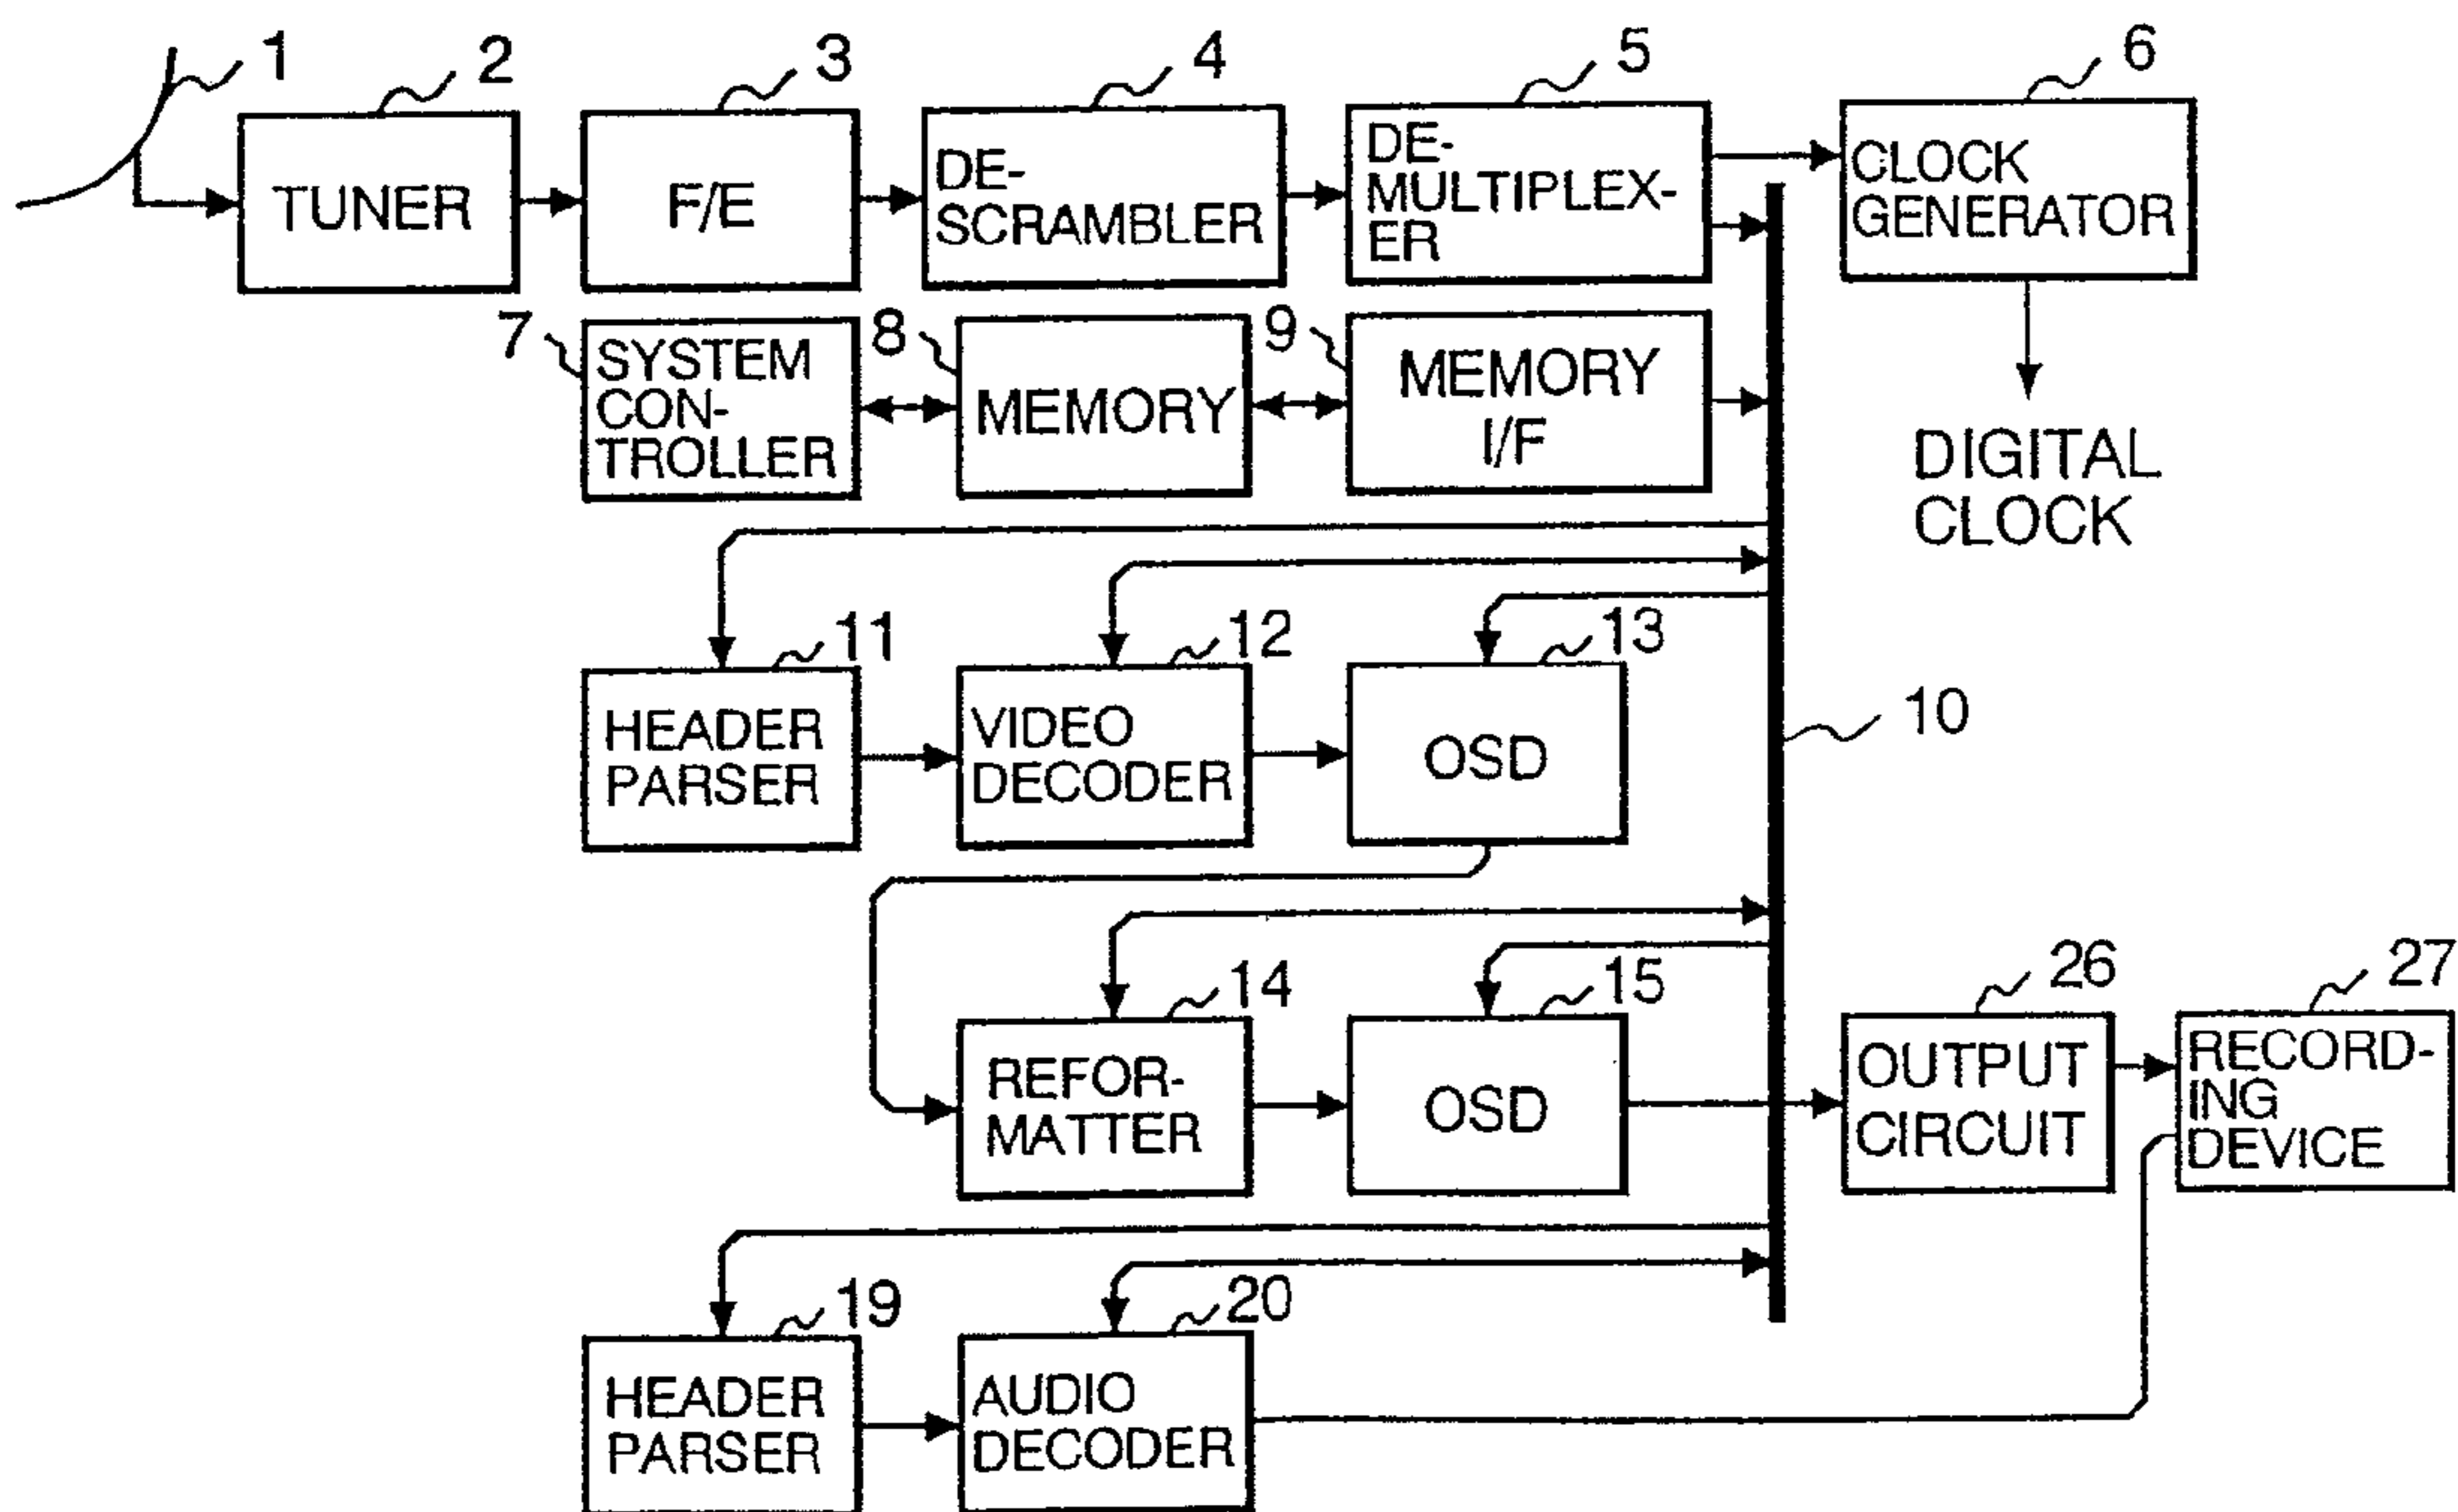 1
2
3
4
5
6
TUNER
F/E
DE-
SCRAMBLER
DE-
MULTIPLEX-
ER
CLOCK
GENERATOR
7
8
9
SYSTEM
CON-
TROLLER
MEMORY
MEMORY
I/F
DIGITAL
CLOCK
11
12
13
10
HEADER
PARSER
VIDEO
DECODER
OSD
14
15
26
27
REFOR-
MATTER
OSD
OUTPUT
CIRCUIT
RECORD-
ING
DEVICE
19
20
HEADER
PARSER
AUDIO
DECODER